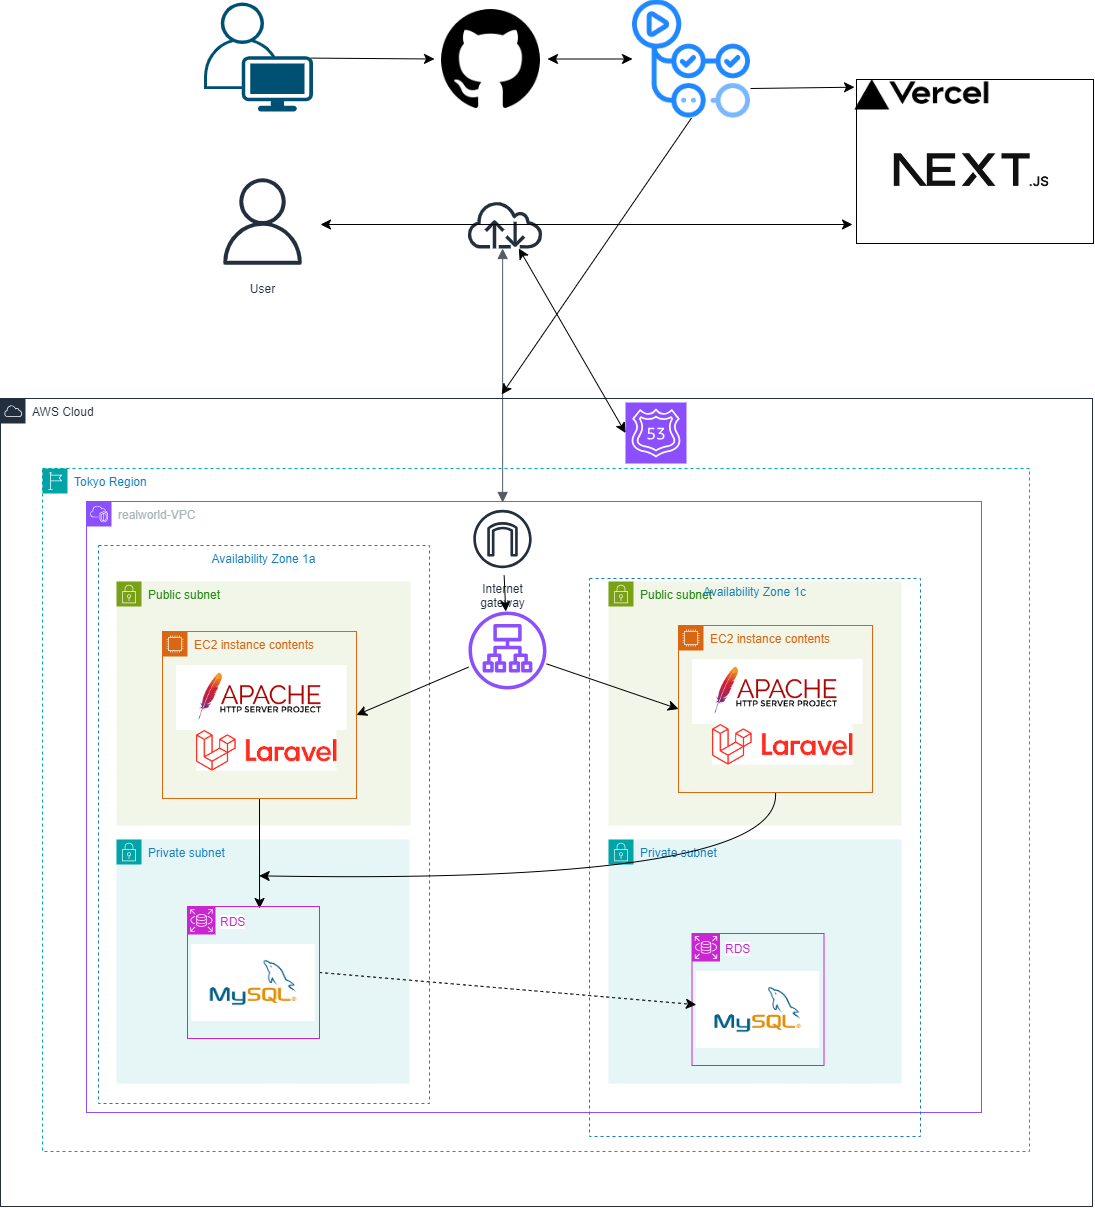 Vercel
NEXT.JS
User
AWS Cloud
53
Tokyo Region
realworld-VPC
Availability Zone 1a
Internet
gateway
Public subnet
Public subnet
Availability Zone 1c
EC2 instance contents
EC2 instance contents
APACHE
HTTP SERVER PROJECT
APACHE
HTTP SERVER PROJECT
Laravel
Laravel
Private subnet
Private subnet
RDS
RDS
MySQL®
MySQL®